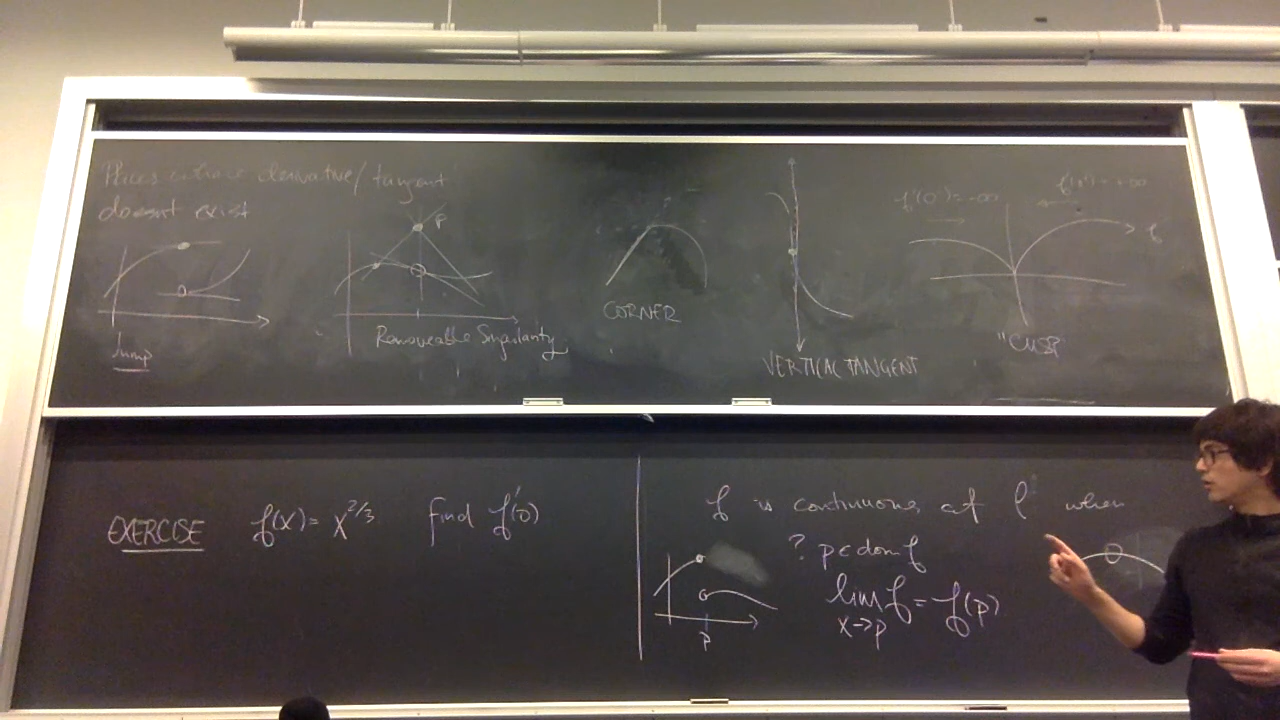 Places where derivative/tangent
doesn't exist
Jump
P
Removeable Singularity
CORNER
VERTICAL TANGENT
f'(0⁻)=-∞
f'(0⁺)=+∞
f
"CUSP"
EXERCISE f(x)= x^2/3 find f'(0)
f is continuous at p when
? p∈dom f
lim f = f(p)
x→p
p